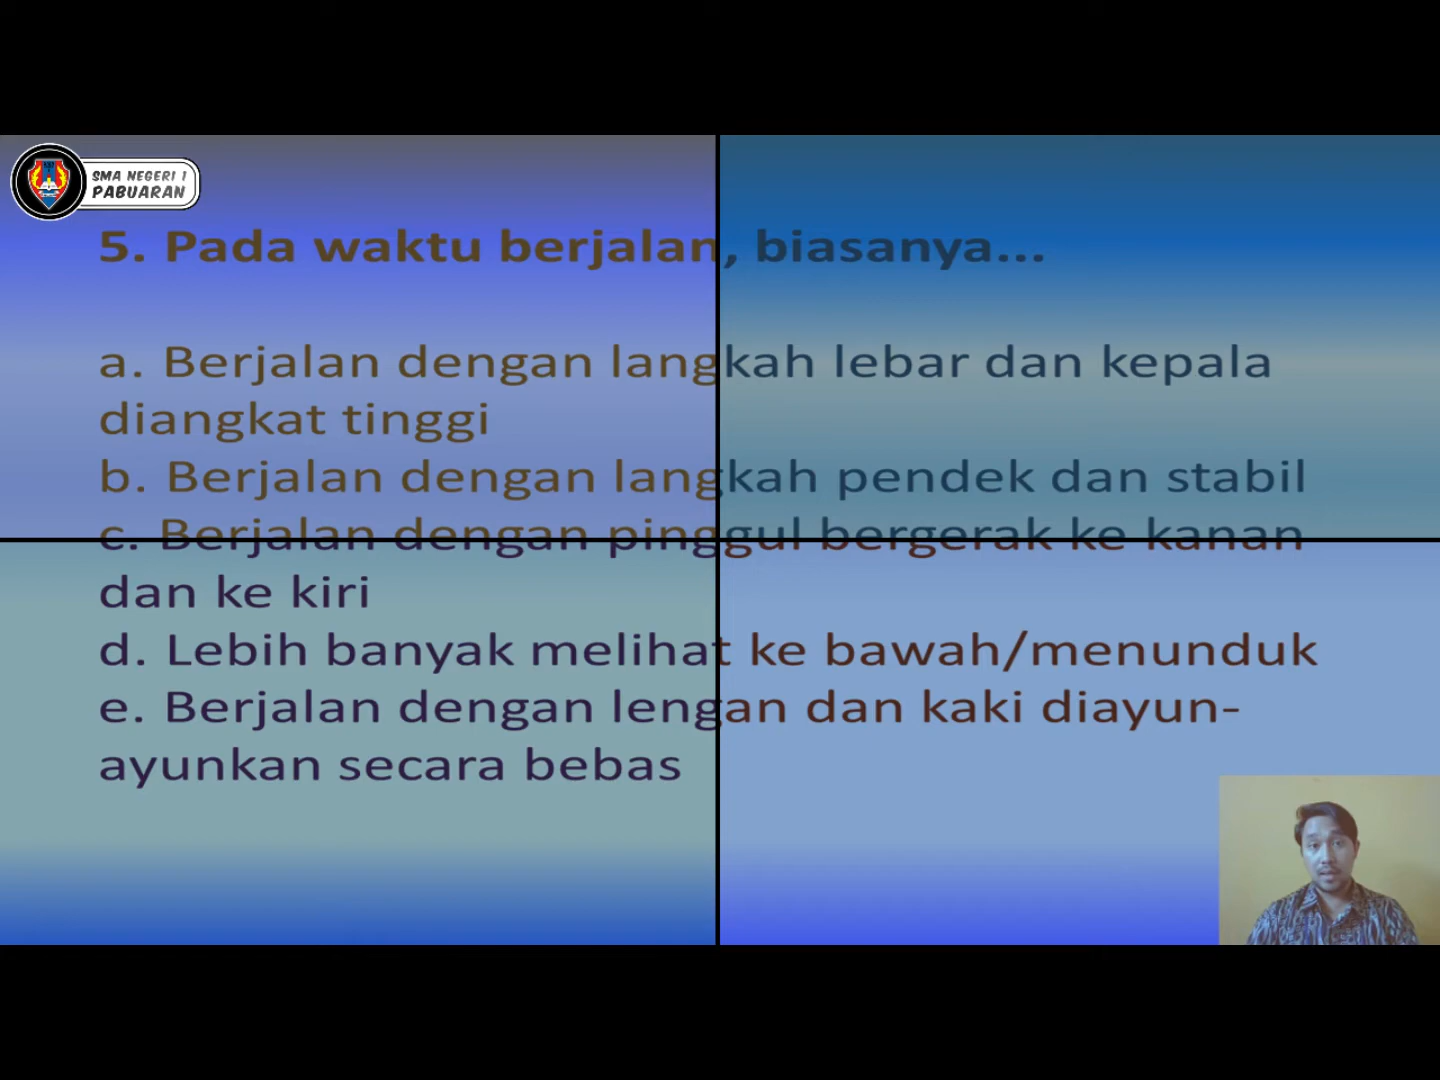 SMA NEGERI 1
PABUARAN
5. Pada waktu berjalan, biasanya...
a. Berjalan dengan langkah lebar dan kepala
diangkat tinggi
b. Berjalan dengan langkah pendek dan stabil
c. Berjalan dengan pinggul bergerak ke kanan
dan ke kiri
d. Lebih banyak melihat ke bawah/menunduk
e. Berjalan dengan lengan dan kaki diayun-
ayunkan secara bebas